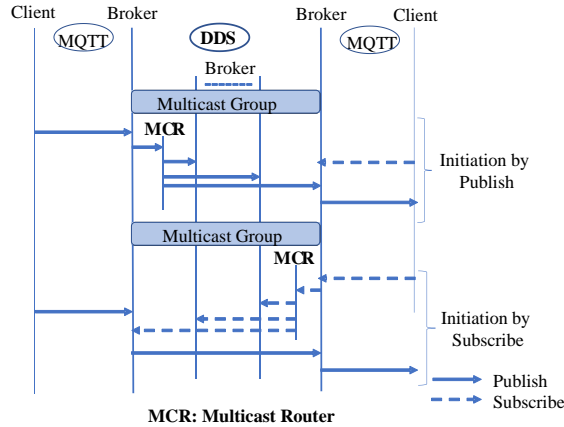 Client
Broker
Broker
Client
MQTT
DDS
MQTT
Broker
Multicast Group
MCR
Initiation by
Publish
Multicast Group
MCR
Initiation by
Subscribe
Publish
Subscribe
MCR: Multicast Router